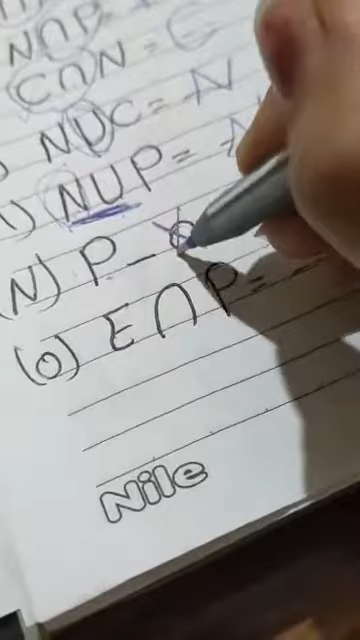 N∩P
C∩N = C
N∪C = N
N∪P =
(N) P -
(O) E∩P =
Nile